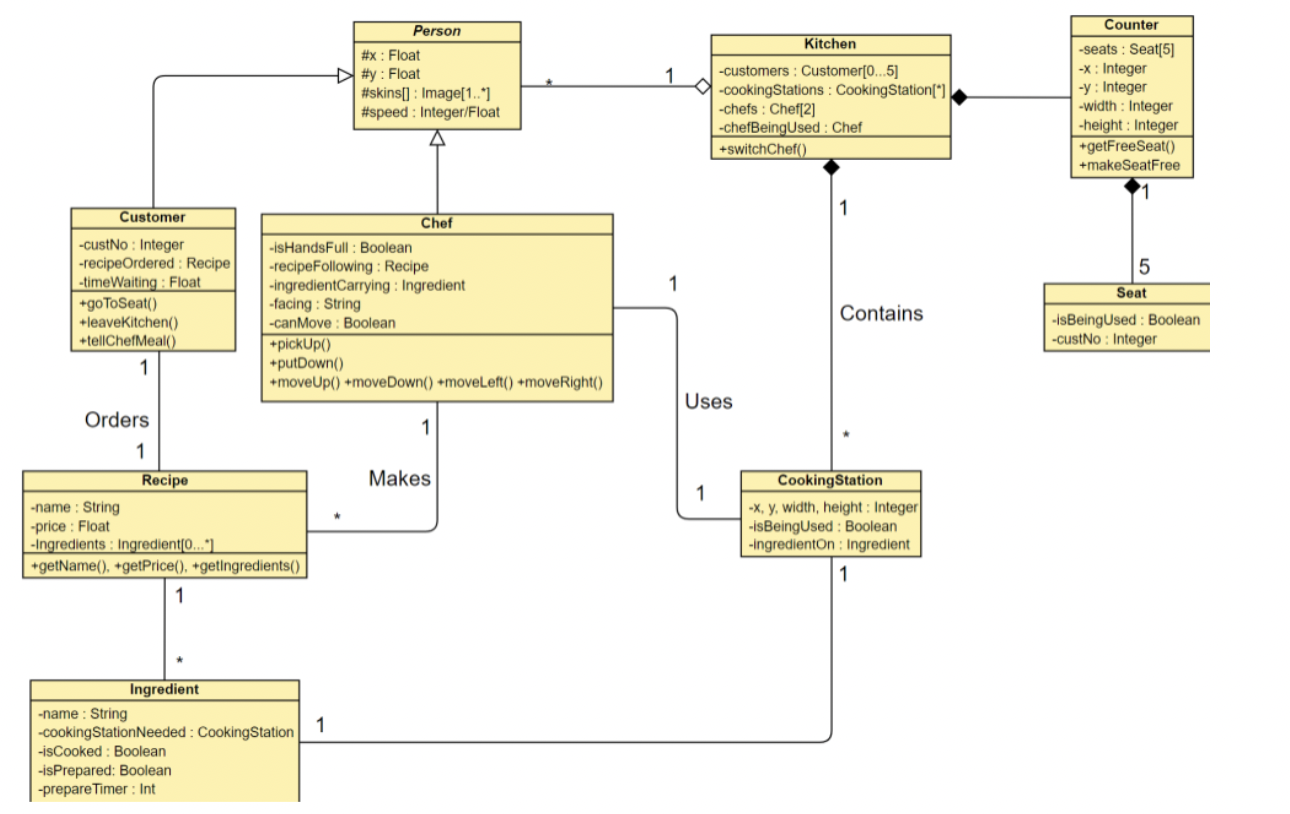 Person
#x : Float
#y : Float
#skins[] : Image[1..*]
#speed : Integer/Float
*
1
Kitchen
-customers : Customer[0...5]
-cookingStations : CookingStation[*]
-chefs : Chef[2]
-chefBeingUsed : Chef
+switchChef()
Counter
-seats : Seat[5]
-x : Integer
-y : Integer
-width : Integer
-height : Integer
+getFreeSeat()
+makeSeatFree
1
5
Seat
-isBeingUsed : Boolean
-custNo : Integer
Customer
-custNo : Integer
-recipeOrdered : Recipe
-timeWaiting : Float
+goToSeat()
+leaveKitchen()
+tellChefMeal()
1
Orders
1
Chef
-isHandsFull : Boolean
-recipeFollowing : Recipe
-ingredientCarrying : Ingredient
-facing : String
-canMove : Boolean
+pickUp()
+putDown()
+moveUp() +moveDown() +moveLeft() +moveRight()
1
Makes
*
1
Uses
1
1
Contains
*
Recipe
-name : String
-price : Float
-Ingredients : Ingredient[0...*]
+getName(), +getPrice(), +getIngredients()
1
*
CookingStation
-x, y, width, height : Integer
-isBeingUsed : Boolean
-ingredientOn : Ingredient
1
1
Ingredient
-name : String
-cookingStationNeeded : CookingStation
-isCooked : Boolean
-isPrepared: Boolean
-prepareTimer : Int